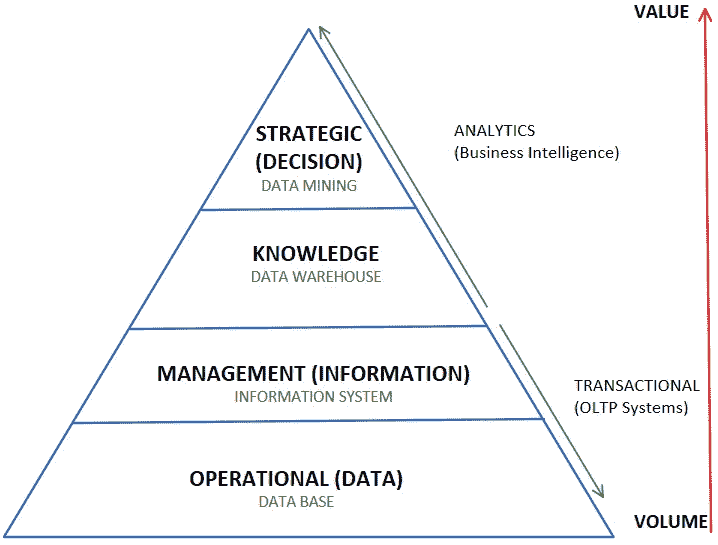 VALUE
STRATEGIC
(DECISION)
DATA MINING
ANALYTICS
(Business Intelligence)
KNOWLEDGE
DATA WAREHOUSE
MANAGEMENT (INFORMATION)
INFORMATION SYSTEM
TRANSACTIONAL
(OLTP Systems)
OPERATIONAL (DATA)
DATA BASE
VOLUME